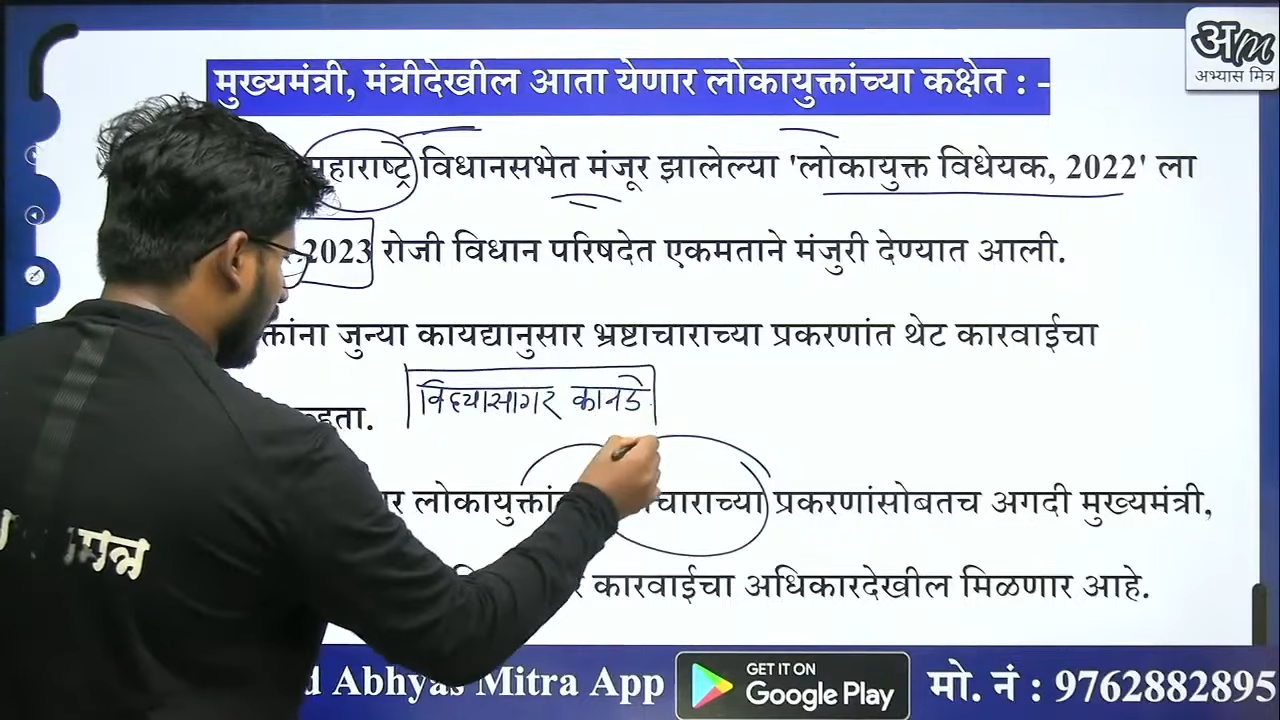 अm
अभ्यास मित्र
मुख्यमंत्री, मंत्रीदेखील आता येणार लोकायुक्तांच्या कक्षेत : -
विधानसभेत मंजूर झालेल्या 'लोकायुक्त विधेयक, 2022' ला
2023 रोजी विधान परिषदेत एकमताने मंजुरी देण्यात आली.
जुन्या कायद्यानुसार भ्रष्टाचाराच्या प्रकरणांत थेट कारवाईचा
विद्यासागर कानडे
प्रकरणांसोबतच अगदी मुख्यमंत्री,
कारवाईचा अधिकारदेखील मिळणार आहे.
Abhyas Mitra App
GET IT ON
Google Play
मो. नं : 9762882895